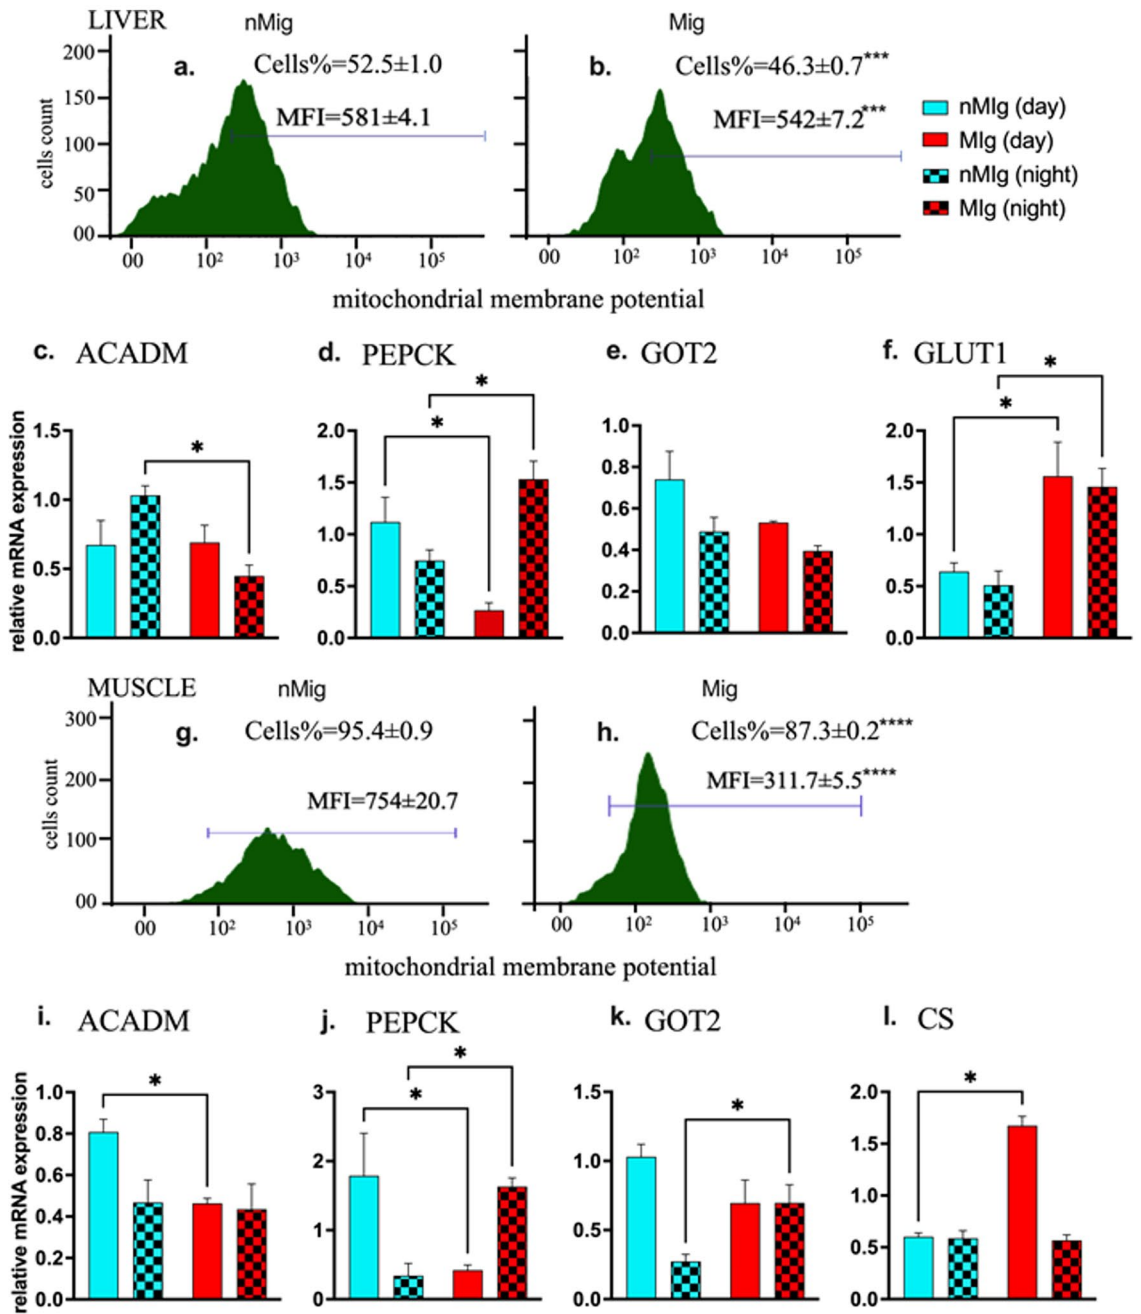 LIVER
nMig
Mig
a.
Cells%=52.5±1.0
MFI=581±4.1
b.
Cells%=46.3±0.7***
MFI=542±7.2***
nMIg (day)
MIg (day)
nMIg (night)
MIg (night)
cells count
200
150
100
50
00
00 10² 10³ 10⁴ 10⁵
00 10² 10³ 10⁴ 10⁵
mitochondrial membrane potential
c. ACADM
d. PEPCK
e. GOT2
f. GLUT1
relative mRNA expression
1.5
1.0
0.5
0.0
*
2.0
1.5
1.0
0.5
0.0
*
*
1.0
0.8
0.6
0.4
0.2
0.0
2.0
1.5
1.0
0.5
0.0
*
*
MUSCLE
nMig
Mig
g.
Cells%=95.4±0.9
MFI=754±20.7
h.
Cells%=87.3±0.2****
MFI=311.7±5.5****
cells count
300
200
100
00
00 10² 10³ 10⁴ 10⁵
00 10² 10³ 10⁴ 10⁵
mitochondrial membrane potential
i. ACADM
j. PEPCK
k. GOT2
l. CS
relative mRNA expression
1.0
0.8
0.6
0.4
0.2
0.0
*
3
2
1
0
*
*
1.5
1.0
0.5
0.0
*
2.0
1.5
1.0
0.5
0.0
*